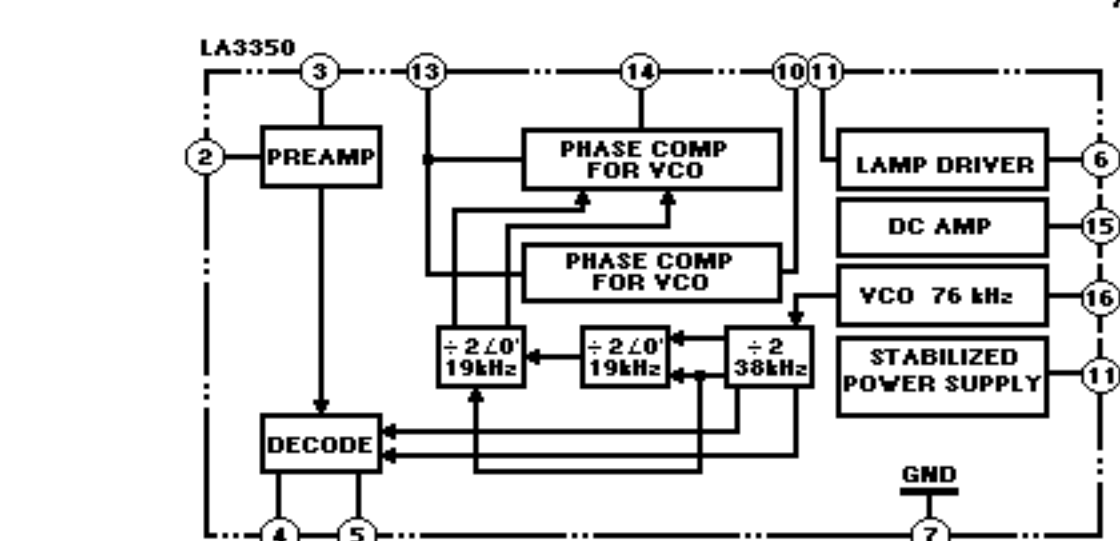 LA3350
3
13
14
10
11
2
PREAMP
PHASE COMP
FOR VCO
LAMP DRIVER
6
DC AMP
15
PHASE COMP
FOR VCO
VCO 76 kHz
16
÷2∠0'
19kHz
÷2∠0'
19kHz
÷2
38kHz
STABILIZED
POWER SUPPLY
11
DECODE
GND
4
5
7